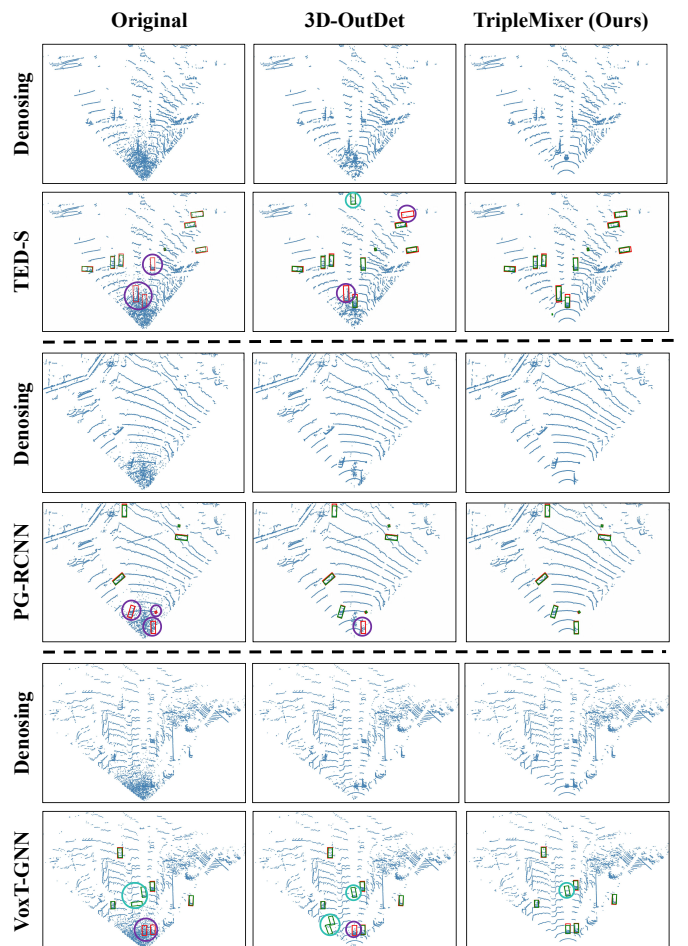 Original 3D-OutDet TripleMixer (Ours)
Denosing
TED-S
Denosing
PG-RCNN
Denosing
VoxT-GNN